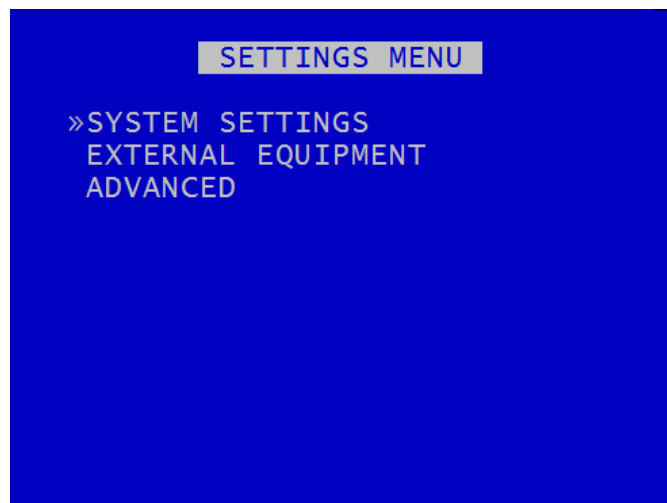 SETTINGS MENU
»SYSTEM SETTINGS
EXTERNAL EQUIPMENT
ADVANCED